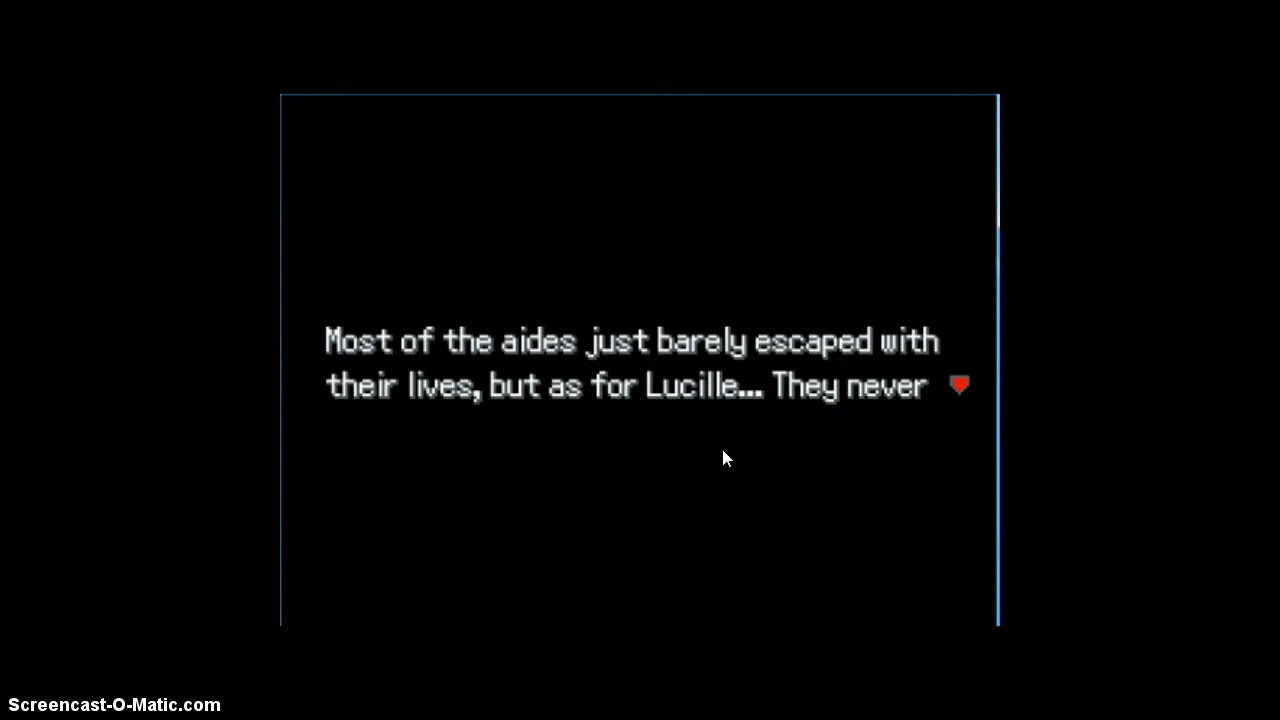 Most of the aides just barely escaped with
their lives, but as for Lucille... They never
Screencast-O-Matic.com